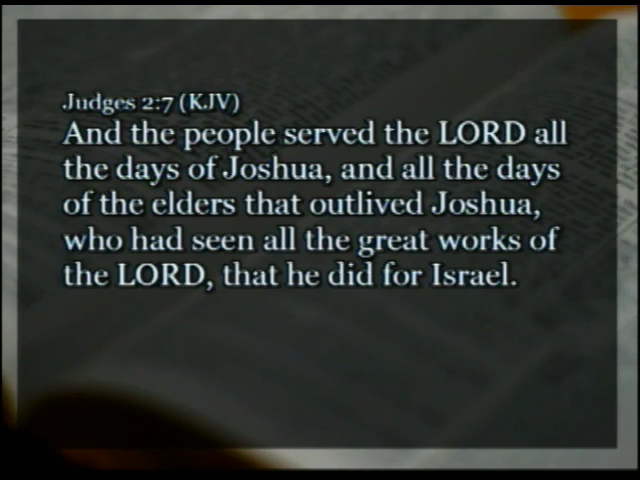 Judges 2:7 (KJV)
And the people served the LORD all
the days of Joshua, and all the days
of the elders that outlived Joshua,
who had seen all the great works of
the LORD, that he did for Israel.